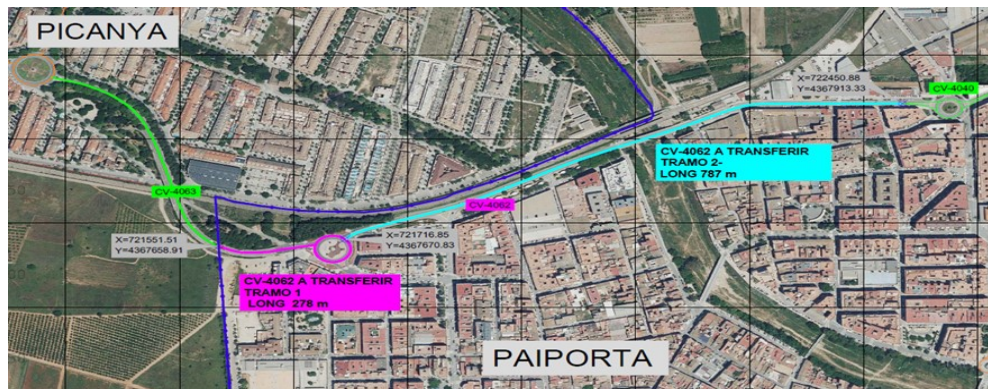 PICANYA
X=722450.88
Y=4367913.33
CV-4040
CV-4062 A TRANSFERIR
TRAMO 2-
LONG 787 m
CV-4063
CV-4062
X=721551.51
Y=4367658.91
X=721716.85
Y=4367670.83
CV-4062 A TRANSFERIR
TRAMO 1
LONG 278 m
PAIPORTA